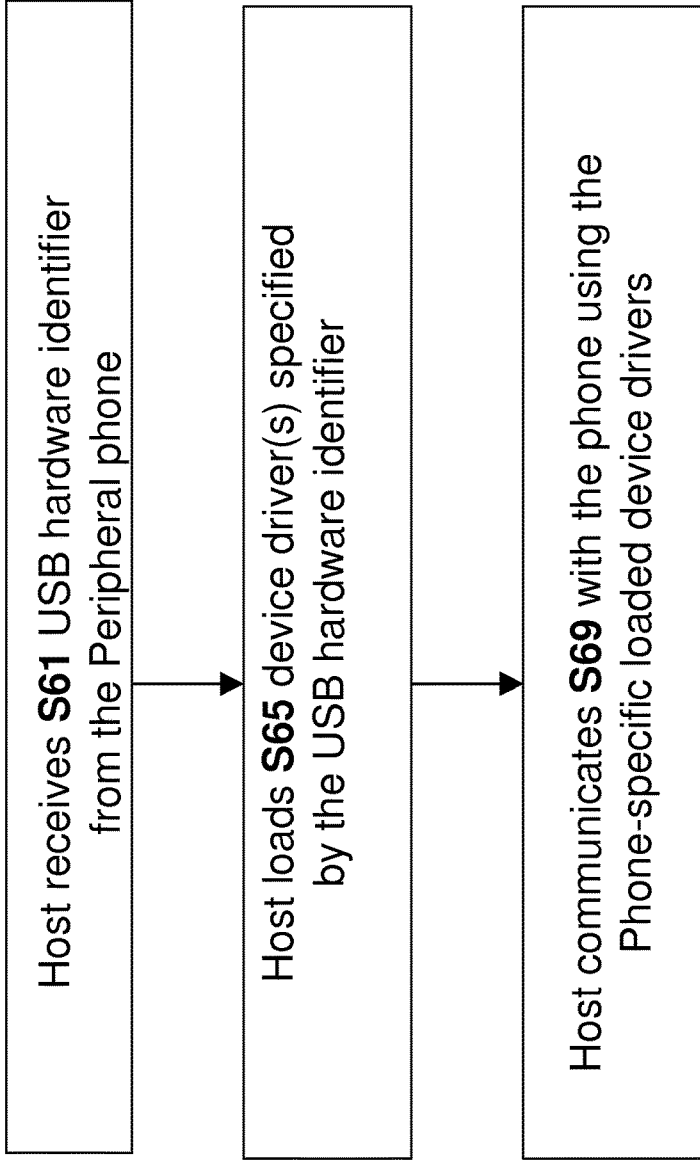 Host receives S61 USB hardware identifier
from the Peripheral phone
Host loads S65 device driver(s) specified
by the USB hardware identifier
Host communicates S69 with the phone using the
Phone-specific loaded device drivers